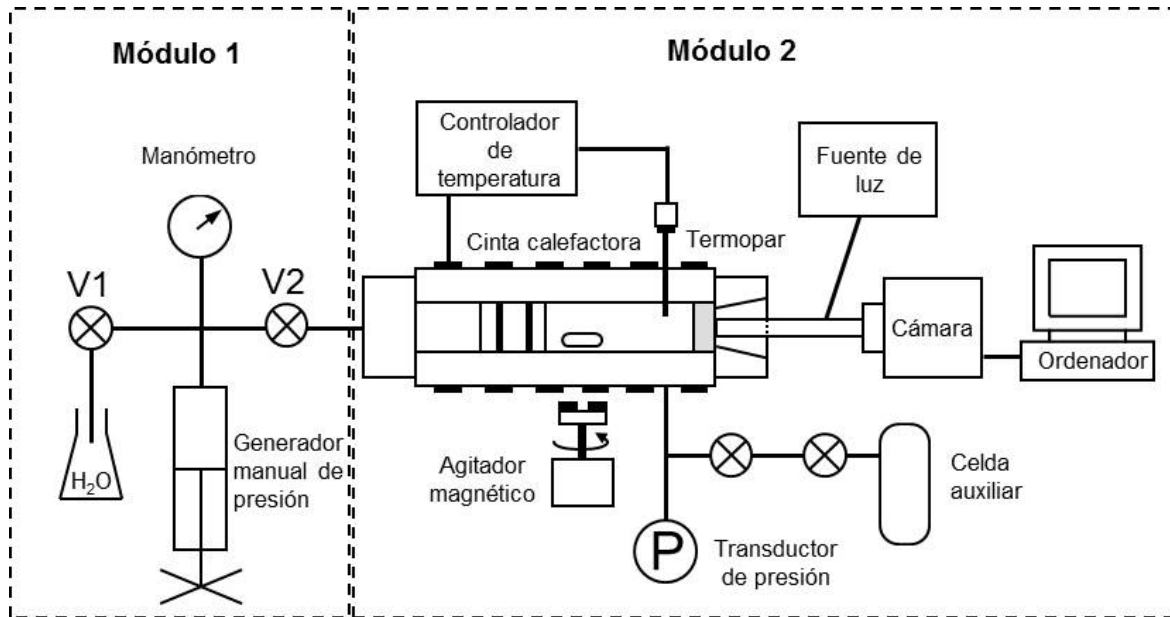 Módulo 1
Manómetro
V1
V2
H₂O
Generador
manual de
presión
Módulo 2
Controlador
de
temperatura
Fuente de
luz
Cinta calefactora
Termopar
Cámara
Ordenador
Agitador
magnético
P
Transductor
de presión
Celda
auxiliar